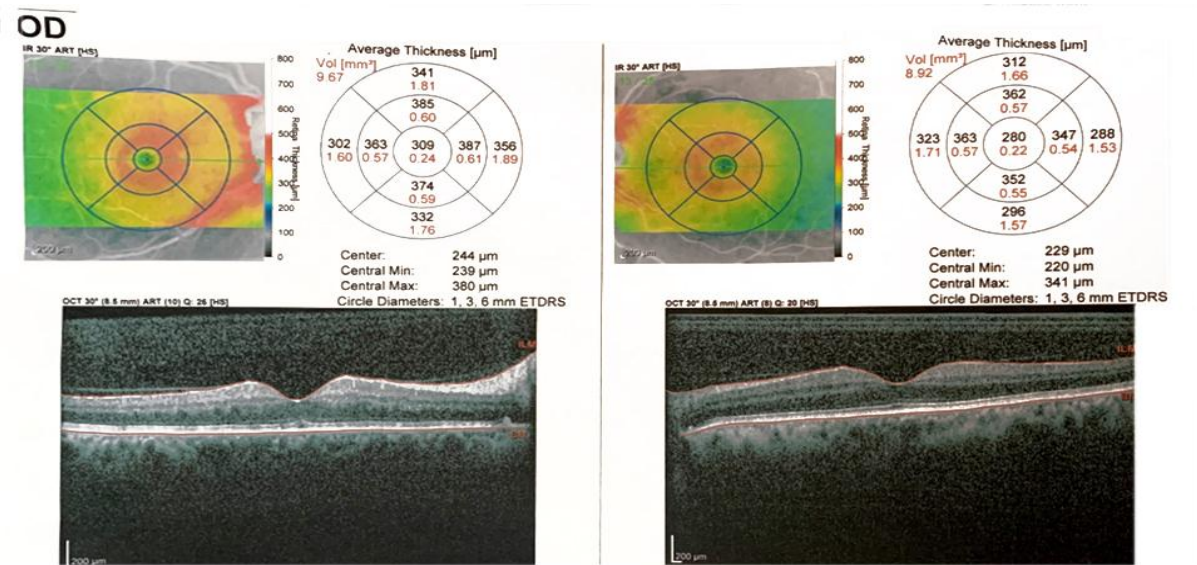 OD
IR 30° ART [HS]
800
700
600
500
400
300
200
100
0
Retina Thickness [µm]
200 µm
Average Thickness [µm]
Vol [mm³]
9.67
341
1.81
385
0.60
302 363 309 387 356
1.60 0.57 0.24 0.61 1.89
374
0.59
332
1.76
Center: 244 µm
Central Min: 239 µm
Central Max: 380 µm
Circle Diameters: 1, 3, 6 mm ETDRS
OCT 30° (8.5 mm) ART (10) Q: 26 [HS]
ILM
200 µm
IR 30° ART [HS]
800
700
600
500
400
300
200
100
0
Retina Thickness [µm]
200 µm
Average Thickness [µm]
Vol [mm³]
8.92
312
1.66
362
0.57
323 363 280 347 288
1.71 0.57 0.22 0.54 1.53
352
0.55
296
1.57
Center: 229 µm
Central Min: 220 µm
Central Max: 341 µm
Circle Diameters: 1, 3, 6 mm ETDRS
OCT 30° (8.6 mm) ART (8) Q: 20 [HS]
ILM
200 µm